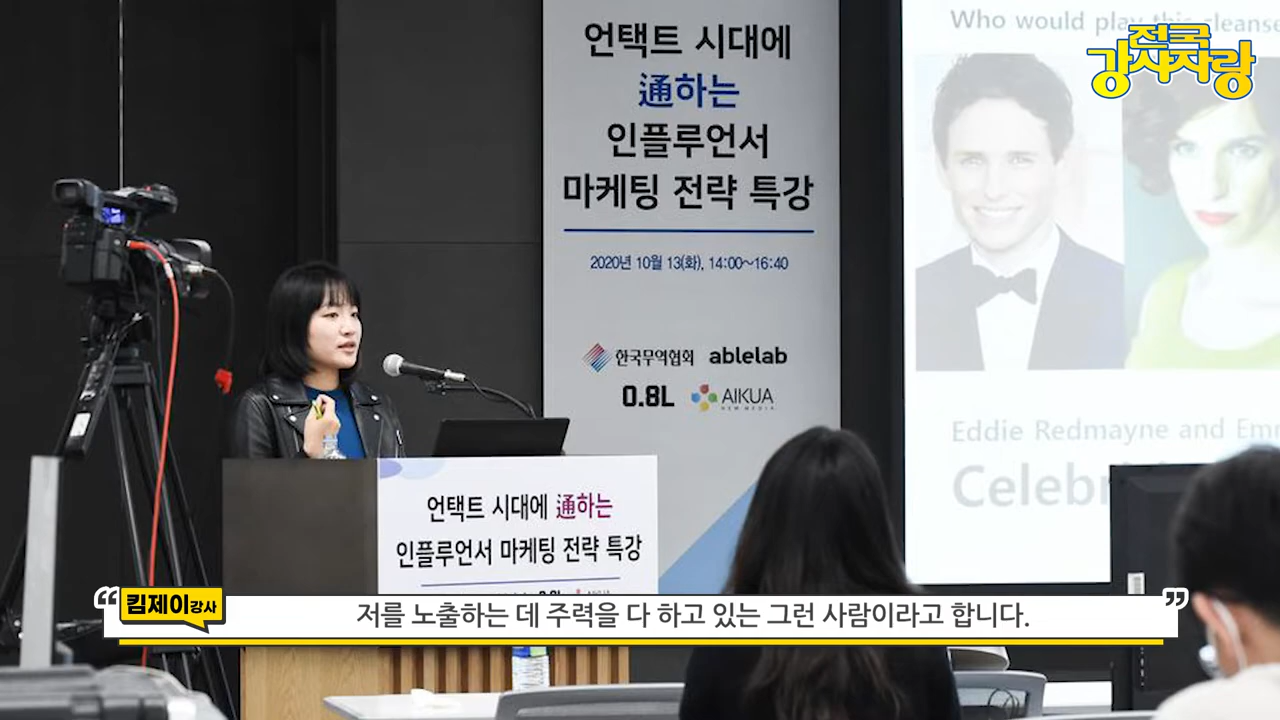 언택트 시대에
通하는
인플루언서
마케팅 전략 특강
2020년 10월 13(화), 14:00~16:40
한국무역협회 ablelab
0.8L AIKUA
NEW MEDIA
Who would play this cleanse
전국
강사자랑
Eddie Redmayne and Em
Celebr
언택트 시대에 通하는
인플루언서 마케팅 전략 특강
킴제이강사
저를 노출하는 데 주력을 다 하고 있는 그런 사람이라고 합니다.